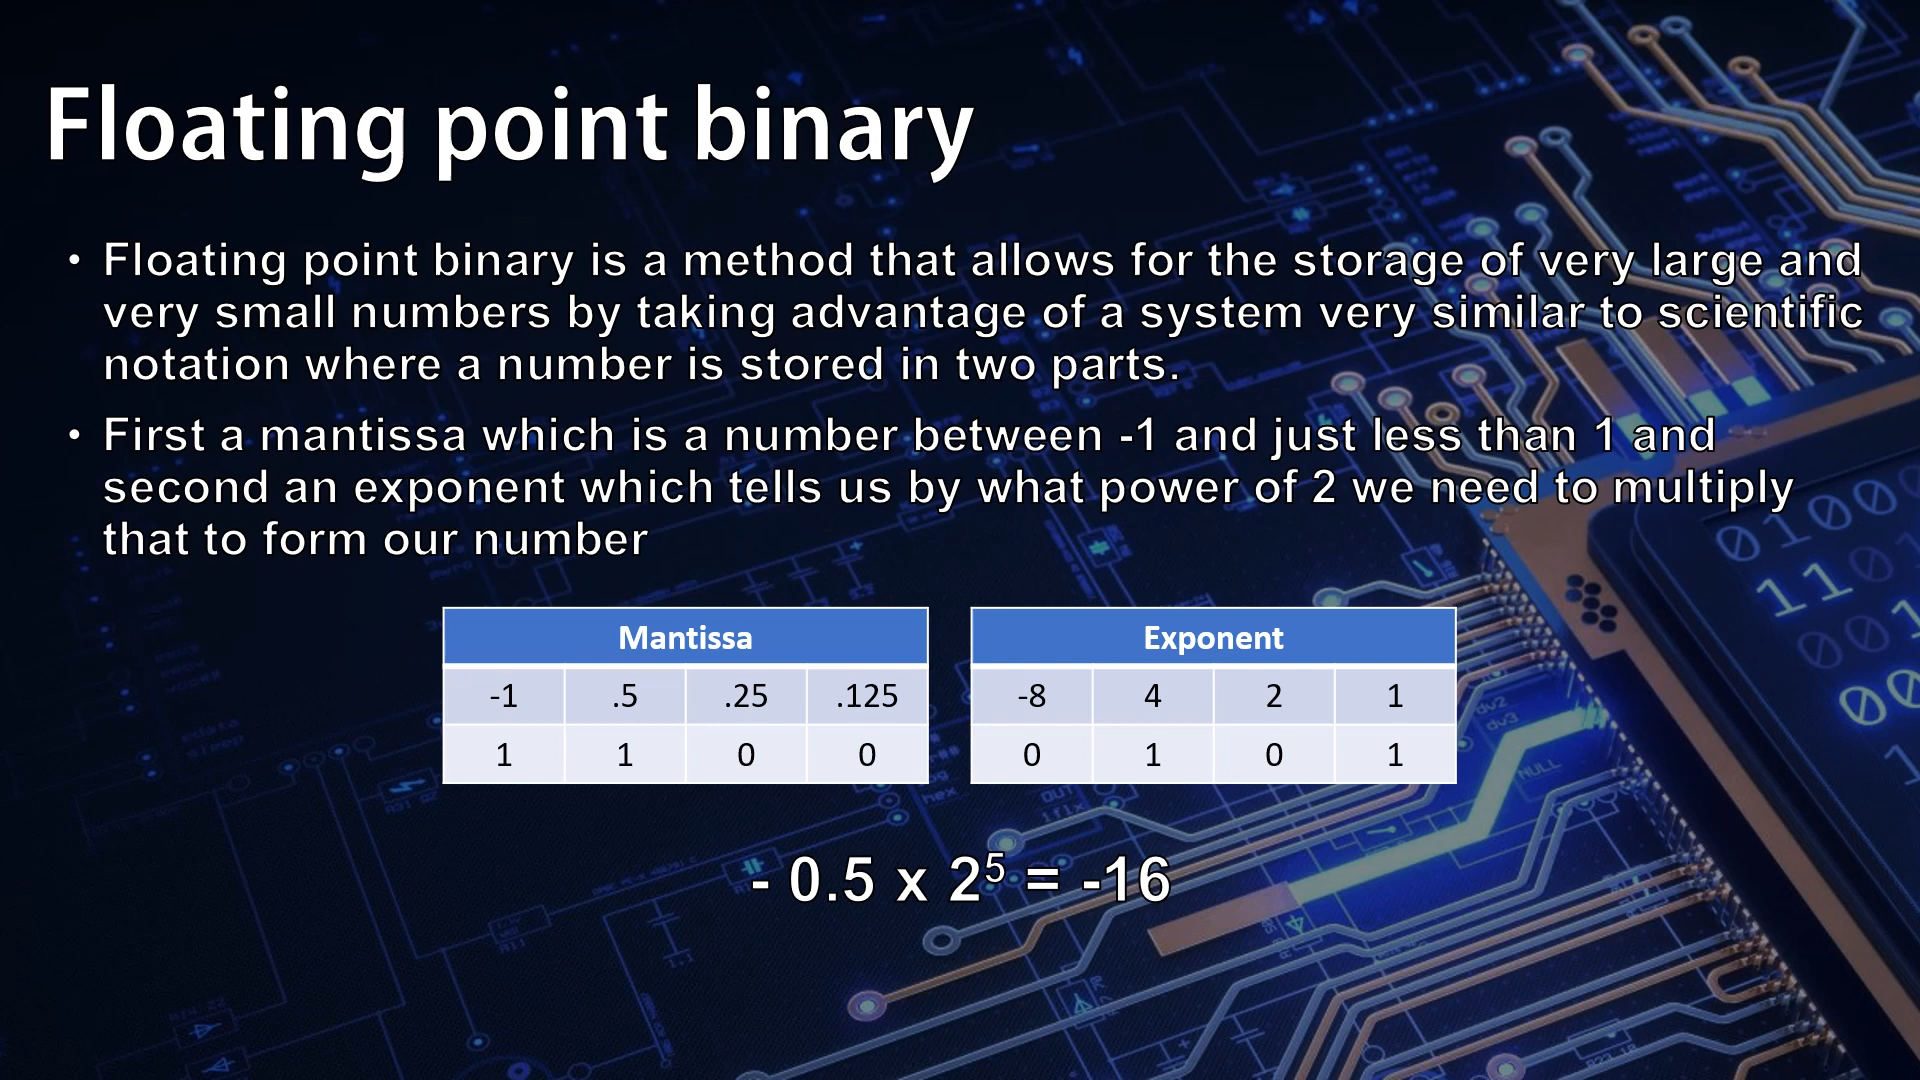 Floating point binary
• Floating point binary is a method that allows for the storage of very large and
very small numbers by taking advantage of a system very similar to scientific
notation where a number is stored in two parts.
• First a mantissa which is a number between -1 and just less than 1 and
second an exponent which tells us by what power of 2 we need to multiply
that to form our number
Mantissa
-1 .5 .25 .125
1 1 0 0
Exponent
-8 4 2 1
0 1 0 1
- 0.5 x 2⁵ = -16
NULL